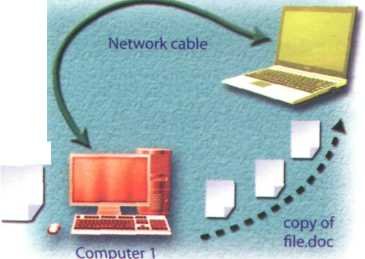 Network cable
copy of
file.doc
Computer 1